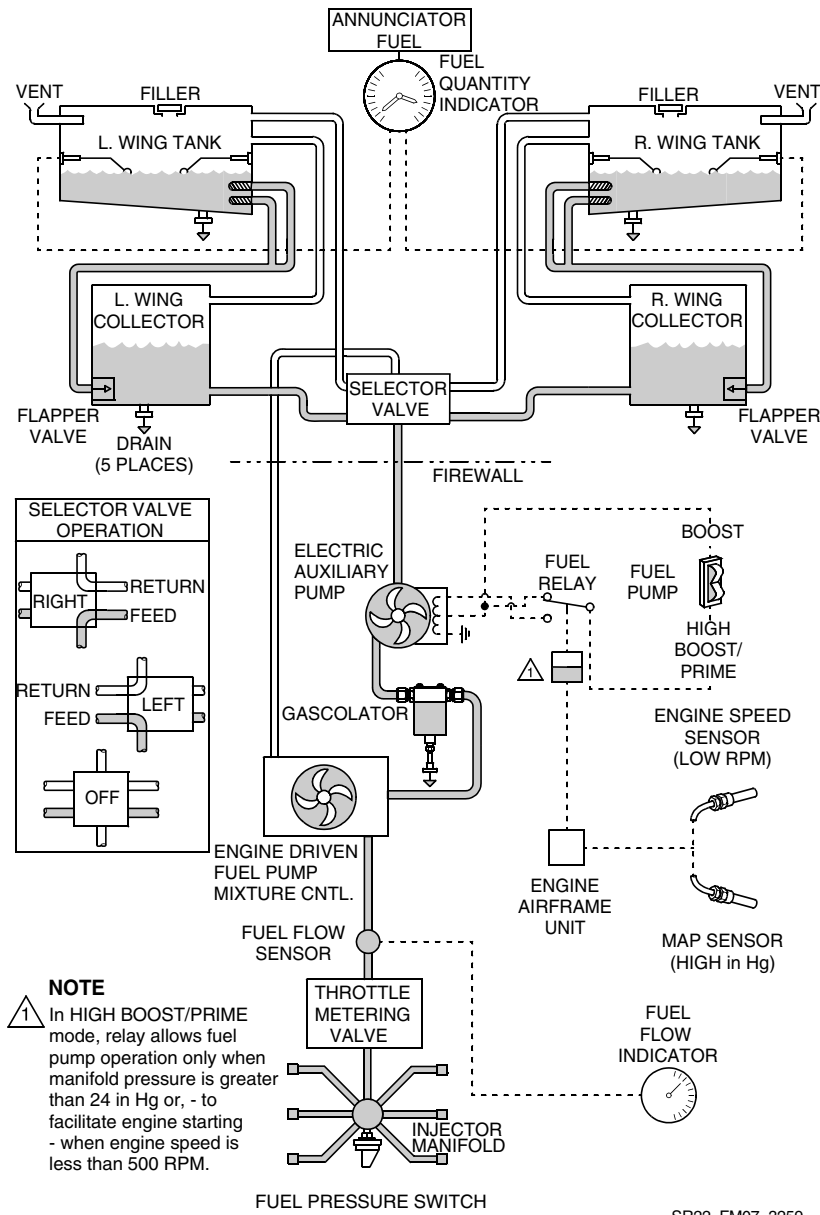 ANNUNCIATOR
FUEL
FUEL
QUANTITY
INDICATOR
VENT
FILLER
L. WING TANK
FILLER
VENT
R. WING TANK
L. WING
COLLECTOR
R. WING
COLLECTOR
SELECTOR
VALVE
FLAPPER
VALVE
DRAIN
(5 PLACES)
FLAPPER
VALVE
FIREWALL
SELECTOR VALVE
OPERATION
RIGHT
RETURN
FEED
RETURN
FEED
LEFT
OFF
ELECTRIC
AUXILIARY
PUMP
FUEL
RELAY
BOOST
FUEL
PUMP
HIGH
BOOST/
PRIME
1
GASCOLATOR
ENGINE SPEED
SENSOR
(LOW RPM)
ENGINE DRIVEN
FUEL PUMP
MIXTURE CNTL.
ENGINE
AIRFRAME
UNIT
MAP SENSOR
(HIGH in Hg)
FUEL FLOW
SENSOR
THROTTLE
METERING
VALVE
FUEL
FLOW
INDICATOR
INJECTOR
MANIFOLD
FUEL PRESSURE SWITCH
NOTE
1 In HIGH BOOST/PRIME
mode, relay allows fuel
pump operation only when
manifold pressure is greater
than 24 in Hg or, - to
facilitate engine starting
- when engine speed is
less than 500 RPM.